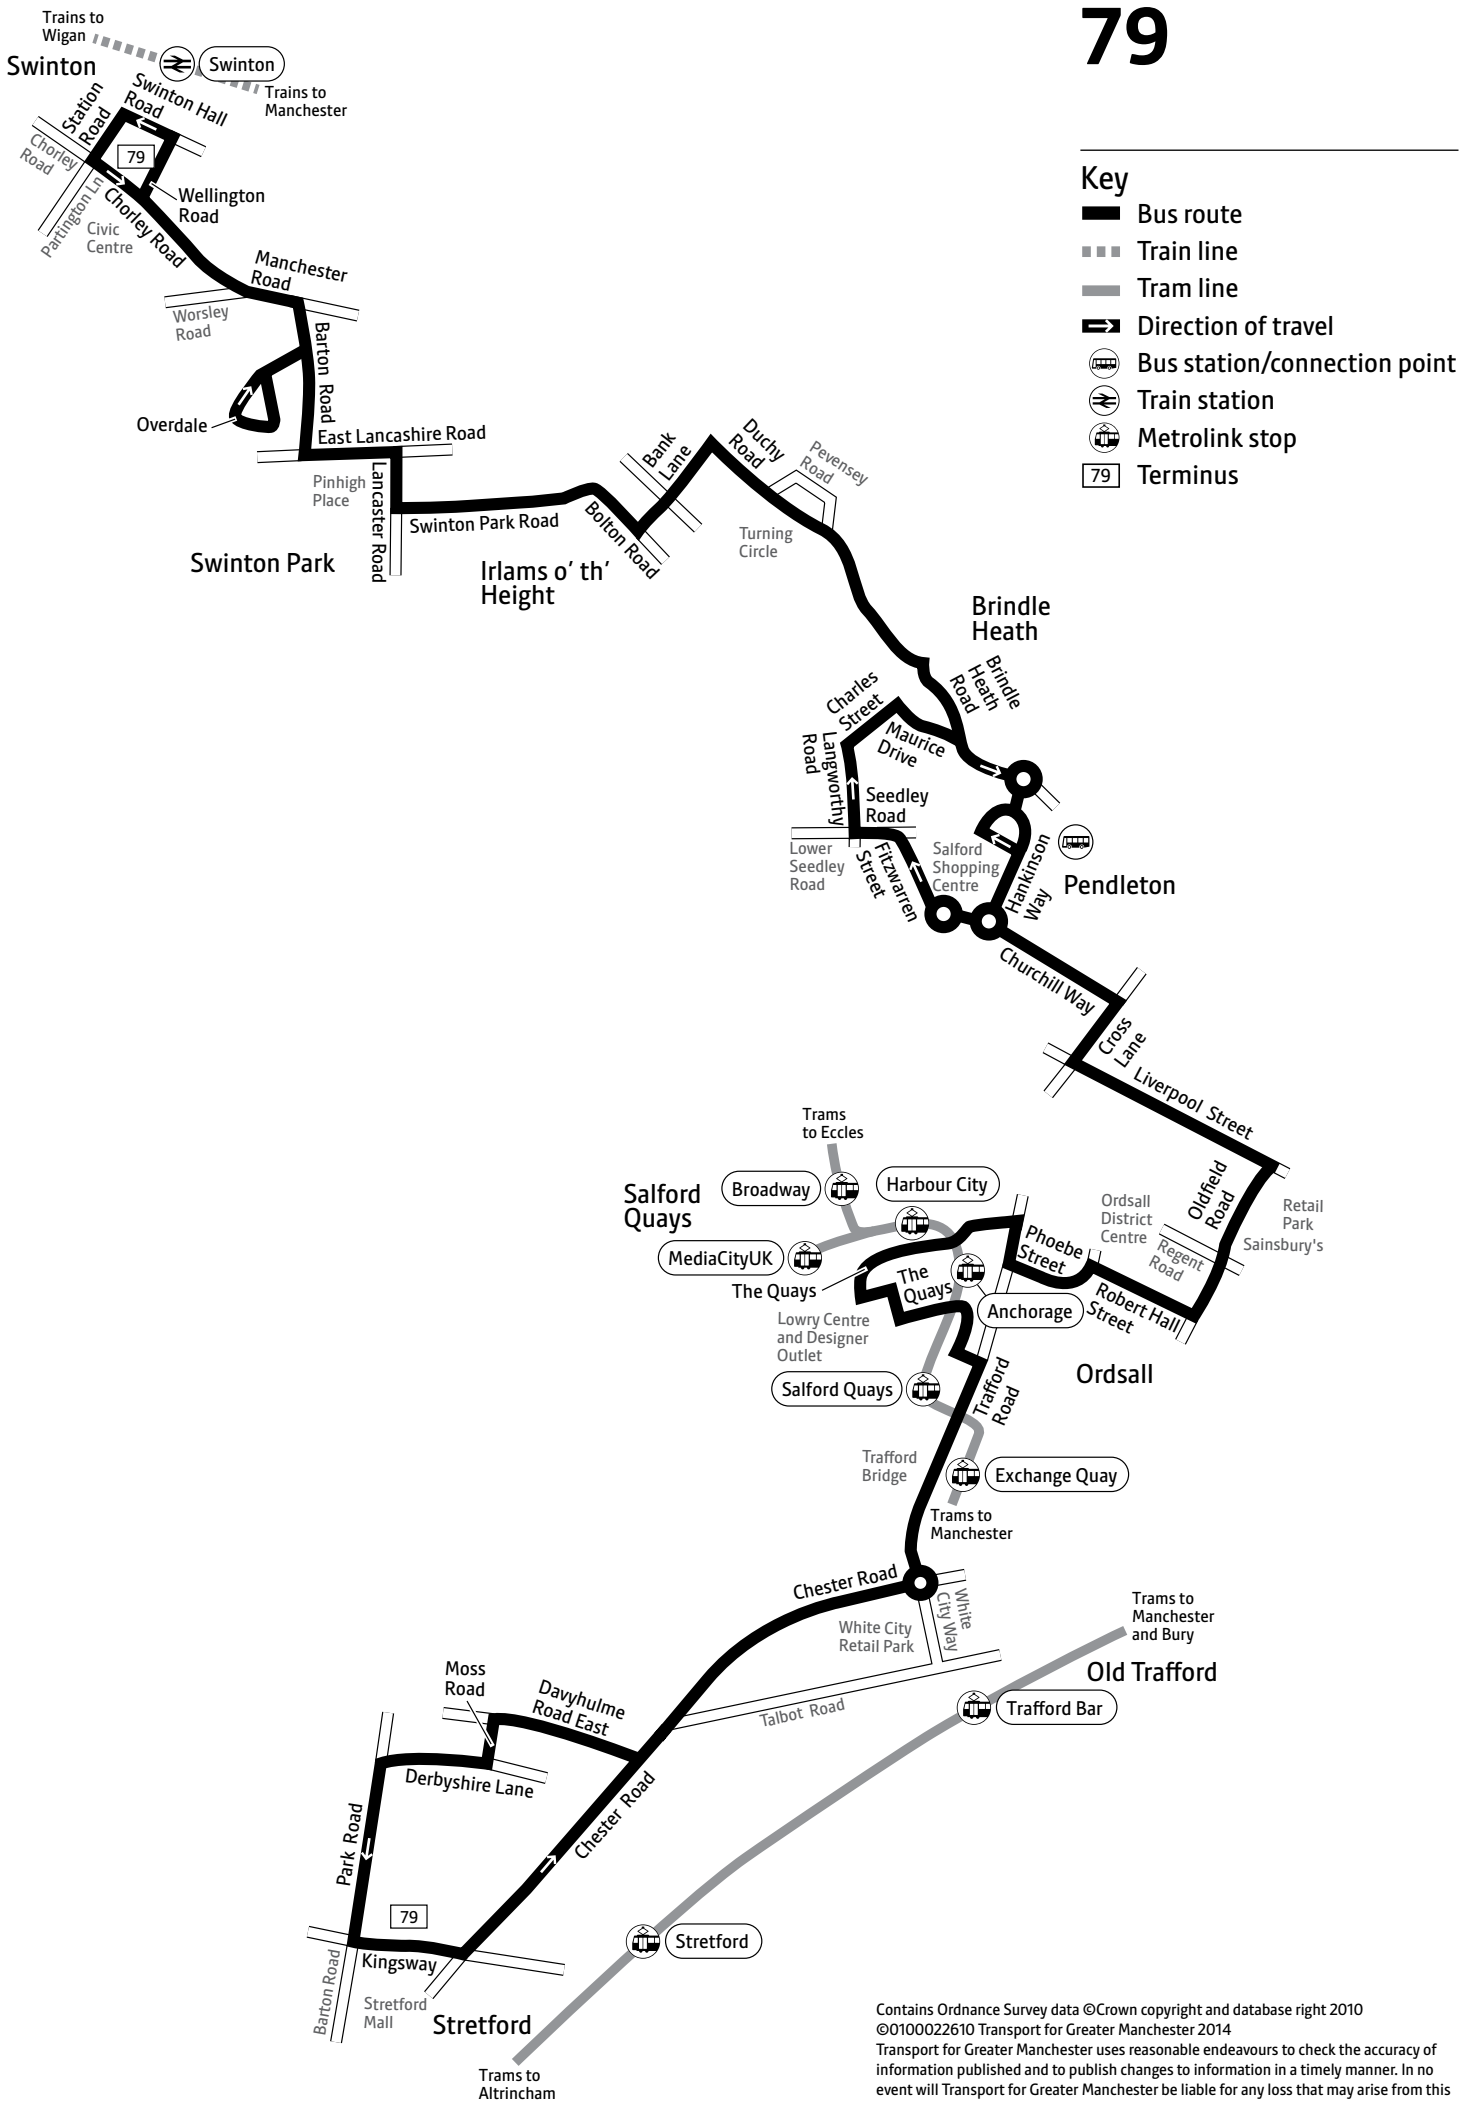 79
Trains to
Wigan
Swinton
Swinton
Trains to
Manchester
Swinton Hall
Road
Station
Road
Chorley
Road
79
Wellington
Road
Partington Ln
Chorley Road
Civic
Centre
Manchester
Road
Worsley
Road
Barton Road
Overdale
East Lancashire Road
Pinhigh
Place
Lancaster Road
Swinton Park Road
Swinton Park
Irlams o' th'
Height
Bolton Road
Bank
Lane
Duchy
Road
Pevensey
Road
Turning
Circle
Key
Bus route
Train line
Tram line
Direction of travel
Bus station/connection point
Train station
Metrolink stop
79
Terminus
Brindle
Heath
Brindle
Heath
Road
Charles
Street
Maurice
Drive
Langworthy
Road
Seedley
Road
Lower
Seedley
Road
Fitzwarren
Street
Salford
Shopping
Centre
Hankinson
Way
Pendleton
Churchill Way
Cross
Lane
Liverpool Street
Trams
to Eccles
Salford
Quays
Broadway
Harbour City
MediaCityUK
The Quays
The
Quays
Lowry Centre
and Designer
Outlet
Anchorage
Phoebe
Street
Ordsall
District
Centre
Regent
Road
Oldfield
Road
Retail
Park
Sainsbury's
Robert Hall
Street
Ordsall
Salford Quays
Trafford
Road
Trafford
Bridge
Exchange Quay
Trams to
Manchester
Chester Road
White City
Retail Park
White
City Way
Talbot Road
Trams to
Manchester
and Bury
Old Trafford
Trafford Bar
Moss
Road
Davyhulme
Road East
Derbyshire Lane
Chester Road
Park Road
79
Kingsway
Barton Road
Stretford
Mall
Stretford
Stretford
Trams to
Altrincham
Contains Ordnance Survey data ©Crown copyright and database right 2010
©0100022610 Transport for Greater Manchester 2014
Transport for Greater Manchester uses reasonable endeavours to check the accuracy of
information published and to publish changes to information in a timely manner. In no
event will Transport for Greater Manchester be liable for any loss that may arise from this